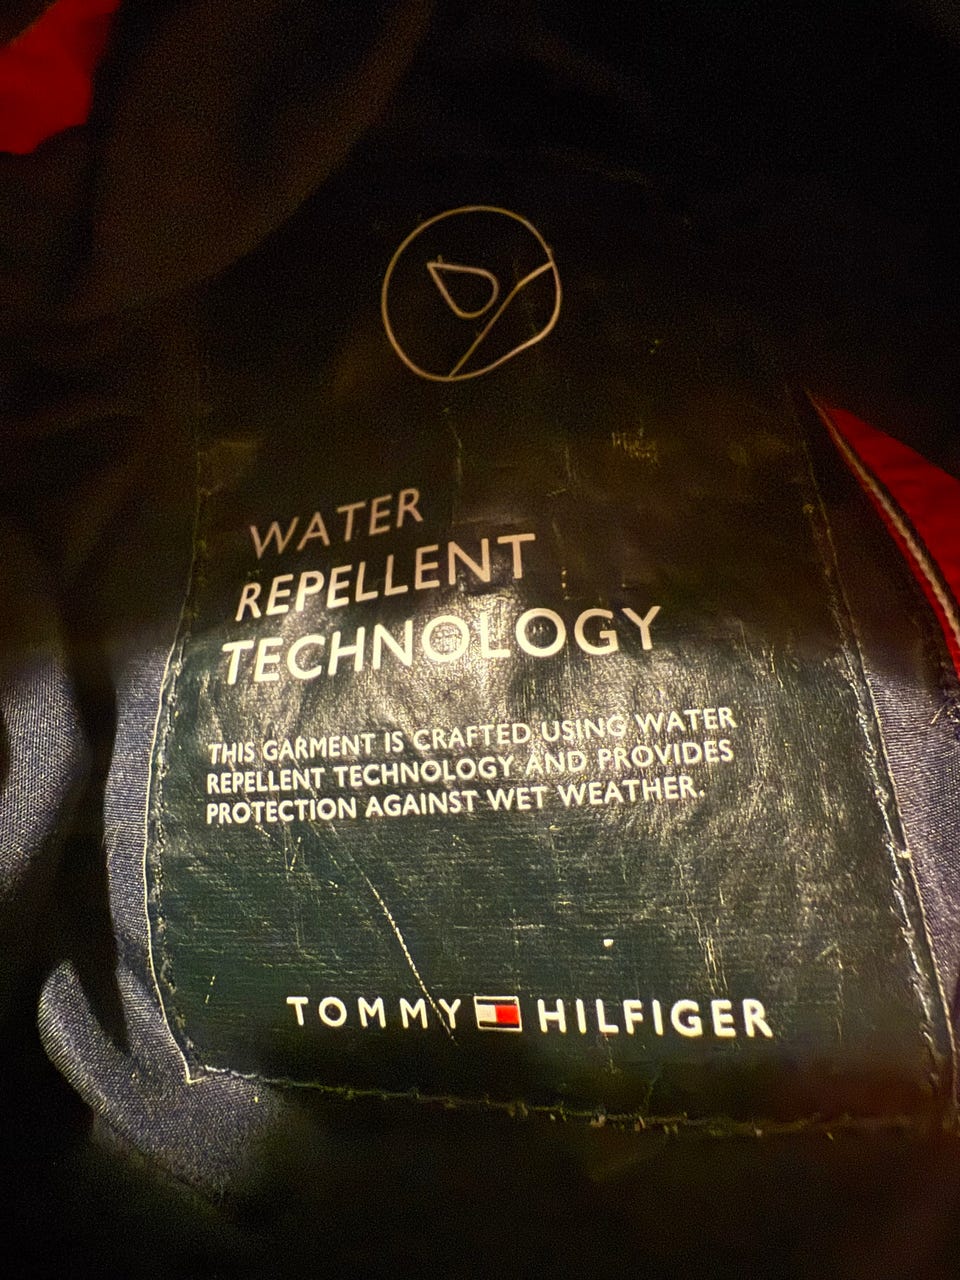 WATER
REPELLENT
TECHNOLOGY
THIS GARMENT IS CRAFTED USING WATER
REPELLENT TECHNOLOGY AND PROVIDES
PROTECTION AGAINST WET WEATHER.
TOMMY HILFIGER